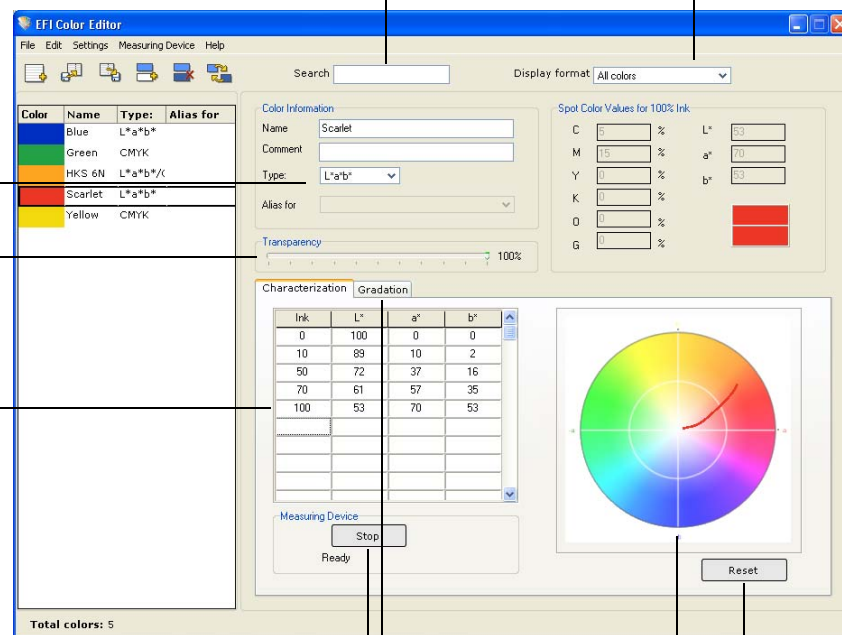 EFI Color Editor
File Edit Settings Measuring Device Help
Search
Display format All colors
Color Name Type: Alias for
Blue L*a*b*
Green CMYK
HKS 6N L*a*b*/(
Scarlet L*a*b*
Yellow CMYK
Color Information
Name Scarlet
Comment
Type: L*a*b*
Alias for
Transparency
100%
Spot Color Values for 100% Ink
C 5 % L* 53
M 15 % a* 70
Y 0 % b* 53
K 0 %
O 0 %
G 0 %
Characterization Gradation
Ink L* a* b*
0 100 0 0
10 89 10 2
50 72 37 16
70 61 57 35
100 53 70 53
Measuring Device
Stop
Ready
Reset
Total colors: 5